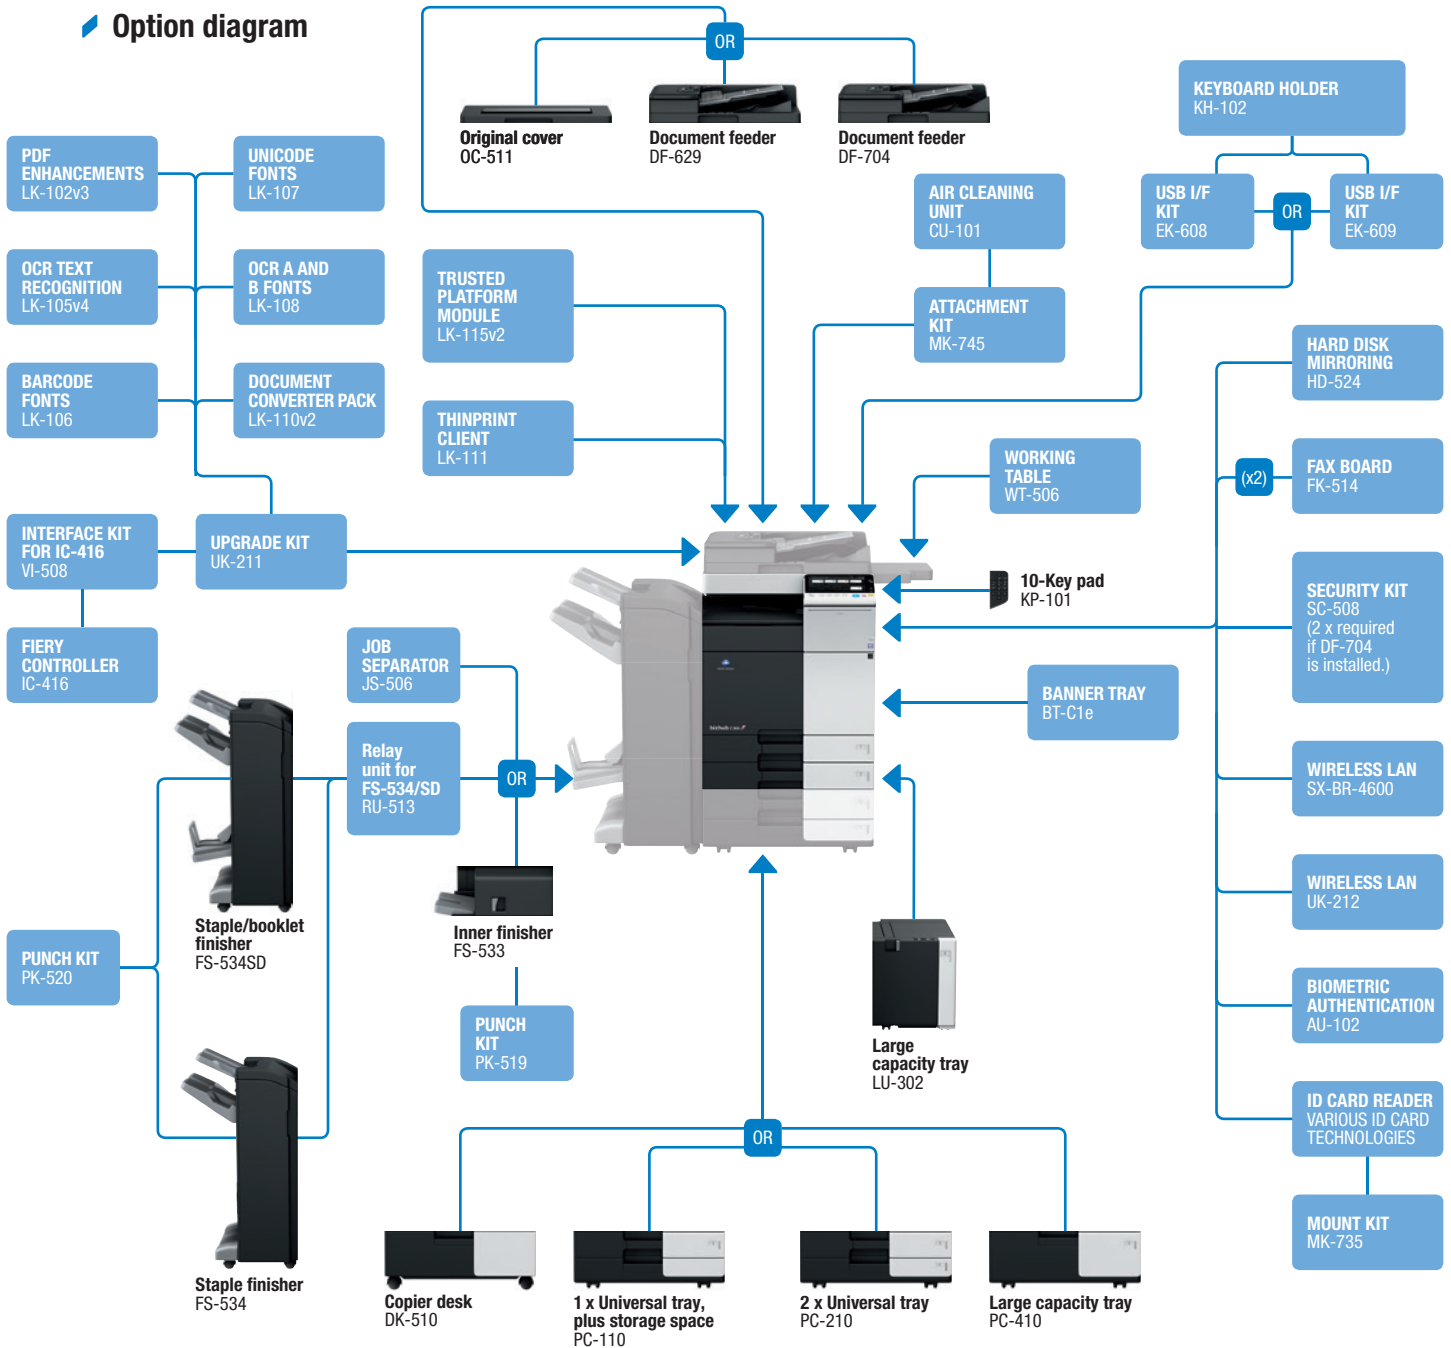 Option diagram
OR
Original cover
OC-511
Document feeder
DF-629
Document feeder
DF-704
KEYBOARD HOLDER
KH-102
PDF
ENHANCEMENTS
LK-102v3
UNICODE
FONTS
LK-107
AIR CLEANING
UNIT
CU-101
USB I/F
KIT
EK-608
OR
USB I/F
KIT
EK-609
OCR TEXT
RECOGNITION
LK-105v4
OCR A AND
B FONTS
LK-108
TRUSTED
PLATFORM
MODULE
LK-115v2
ATTACHMENT
KIT
MK-745
HARD DISK
MIRRORING
HD-524
BARCODE
FONTS
LK-106
DOCUMENT
CONVERTER PACK
LK-110v2
THINPRINT
CLIENT
LK-111
WORKING
TABLE
WT-506
(x2)
FAX BOARD
FK-514
INTERFACE KIT
FOR IC-416
VI-508
UPGRADE KIT
UK-211
10-Key pad
KP-101
SECURITY KIT
SC-508
(2 x required
if DF-704
is installed.)
FIERY
CONTROLLER
IC-416
JOB
SEPARATOR
JS-506
BANNER TRAY
BT-C1e
Relay
unit for
FS-534/SD
RU-513
OR
WIRELESS LAN
SX-BR-4600
WIRELESS LAN
UK-212
Staple/booklet
finisher
FS-534SD
Inner finisher
FS-533
PUNCH KIT
PK-520
BIOMETRIC
AUTHENTICATION
AU-102
PUNCH
KIT
PK-519
Large
capacity tray
LU-302
ID CARD READER
VARIOUS ID CARD
TECHNOLOGIES
OR
MOUNT KIT
MK-735
Staple finisher
FS-534
Copier desk
DK-510
1 x Universal tray,
plus storage space
PC-110
2 x Universal tray
PC-210
Large capacity tray
PC-410